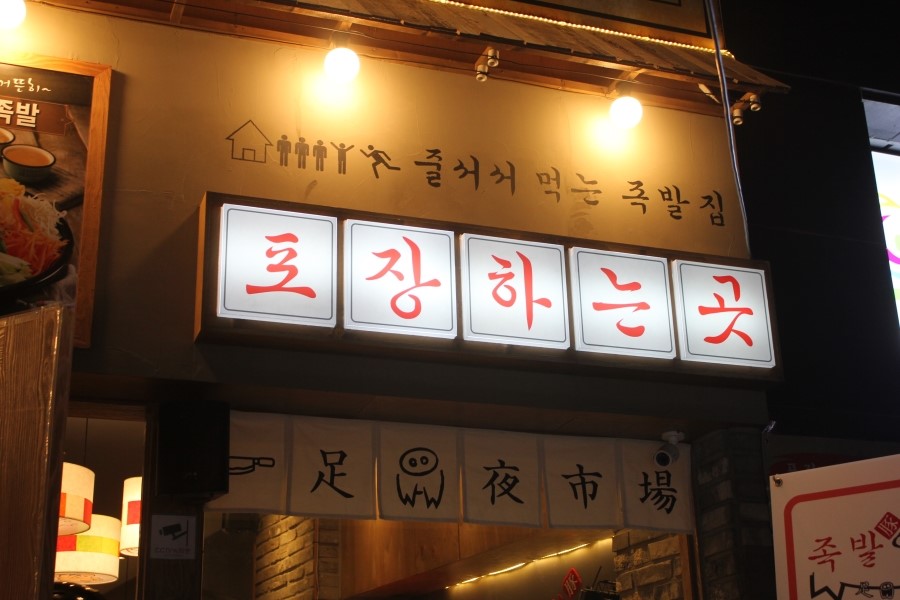 족발
줄서서 먹는 족발집
포장하는곳
足 夜市場
족발